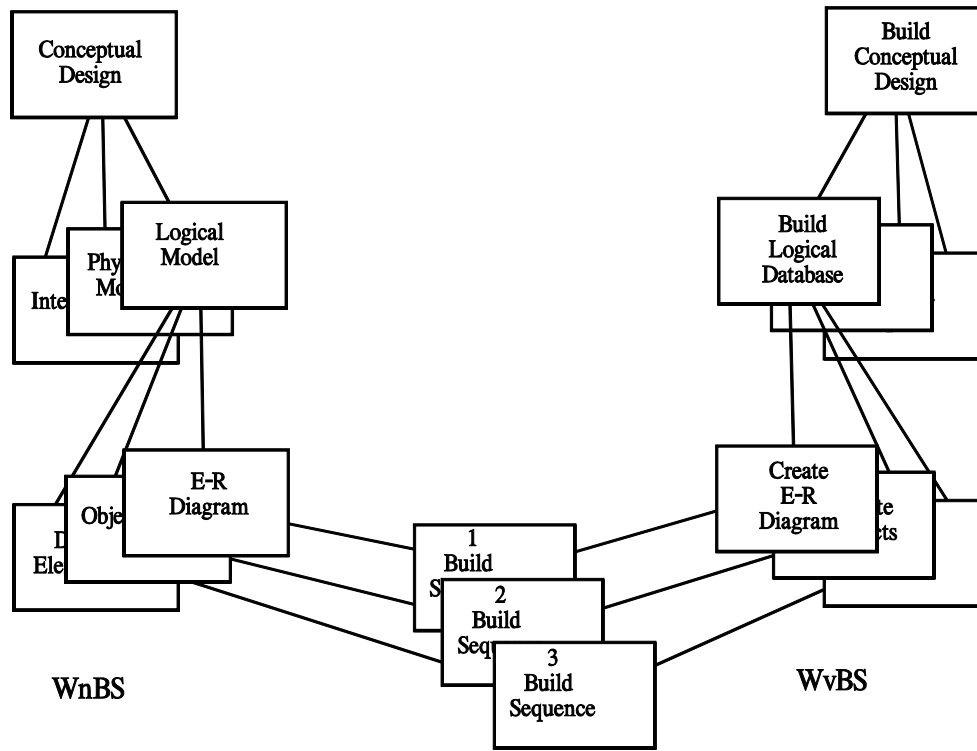 Conceptual
Design
Build
Conceptual
Design
Logical
Model
Build
Logical
Database
E-R
Diagram
Create
E-R
Diagram
1
Build
2
Build
3
Build
Sequence
WnBS
WvBS